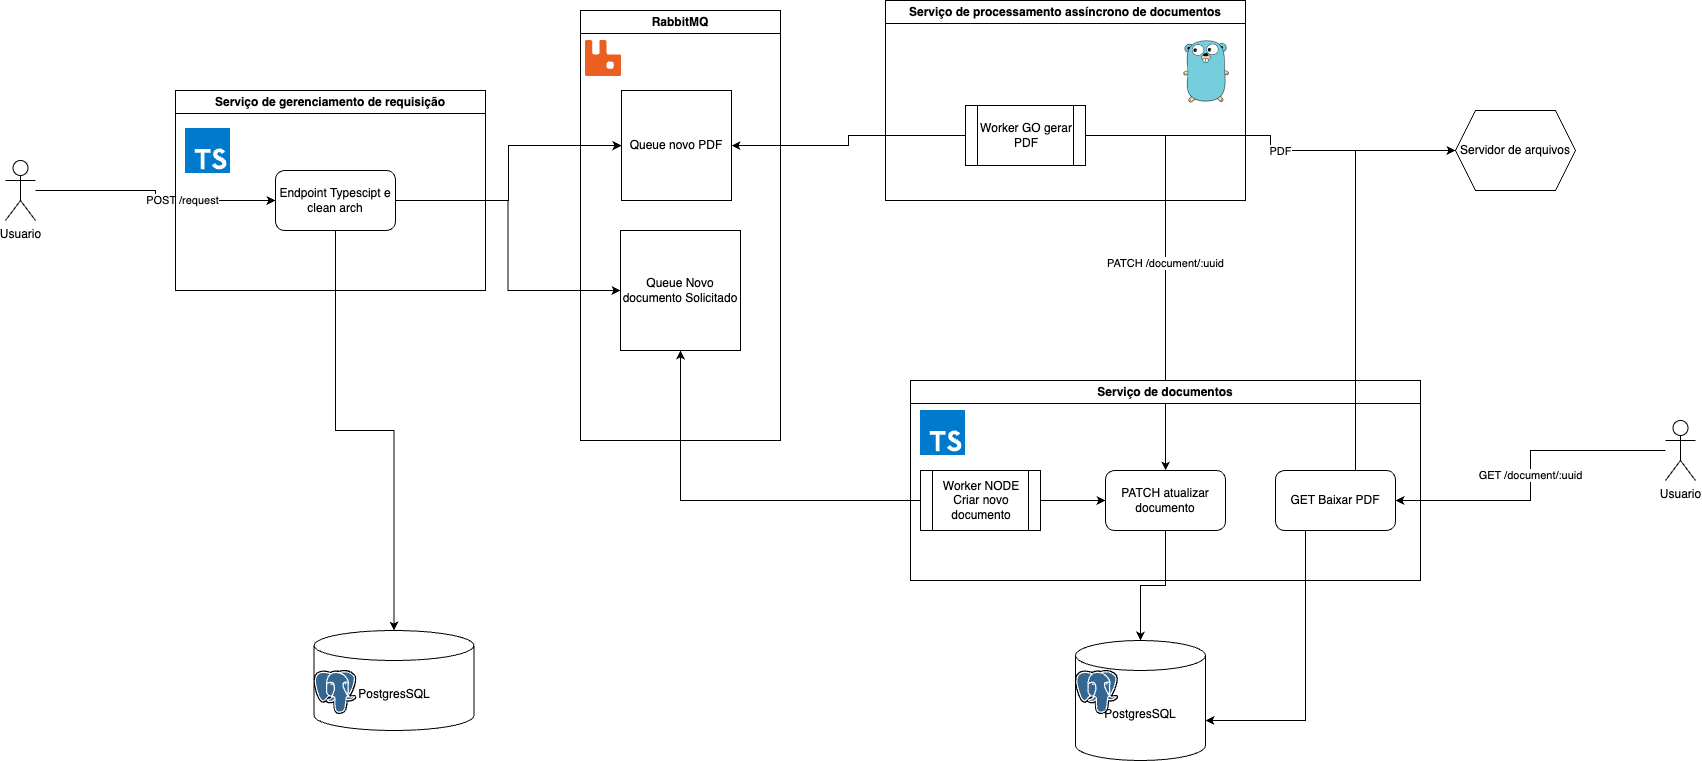 RabbitMQ
Serviço de processamento assíncrono de documentos
Serviço de gerenciamento de requisição
TS
Queue novo PDF
Worker GO gerar
PDF
PDF
Servidor de arquivos
POST /request
Endpoint Typescipt e
clean arch
Usuario
PATCH /document/:uuid
Queue Novo
documento Solicitado
Serviço de documentos
TS
Worker NODE
Criar novo
documento
PATCH atualizar
documento
GET Baixar PDF
GET /document/:uuid
Usuario
PostgresSQL
PostgresSQL